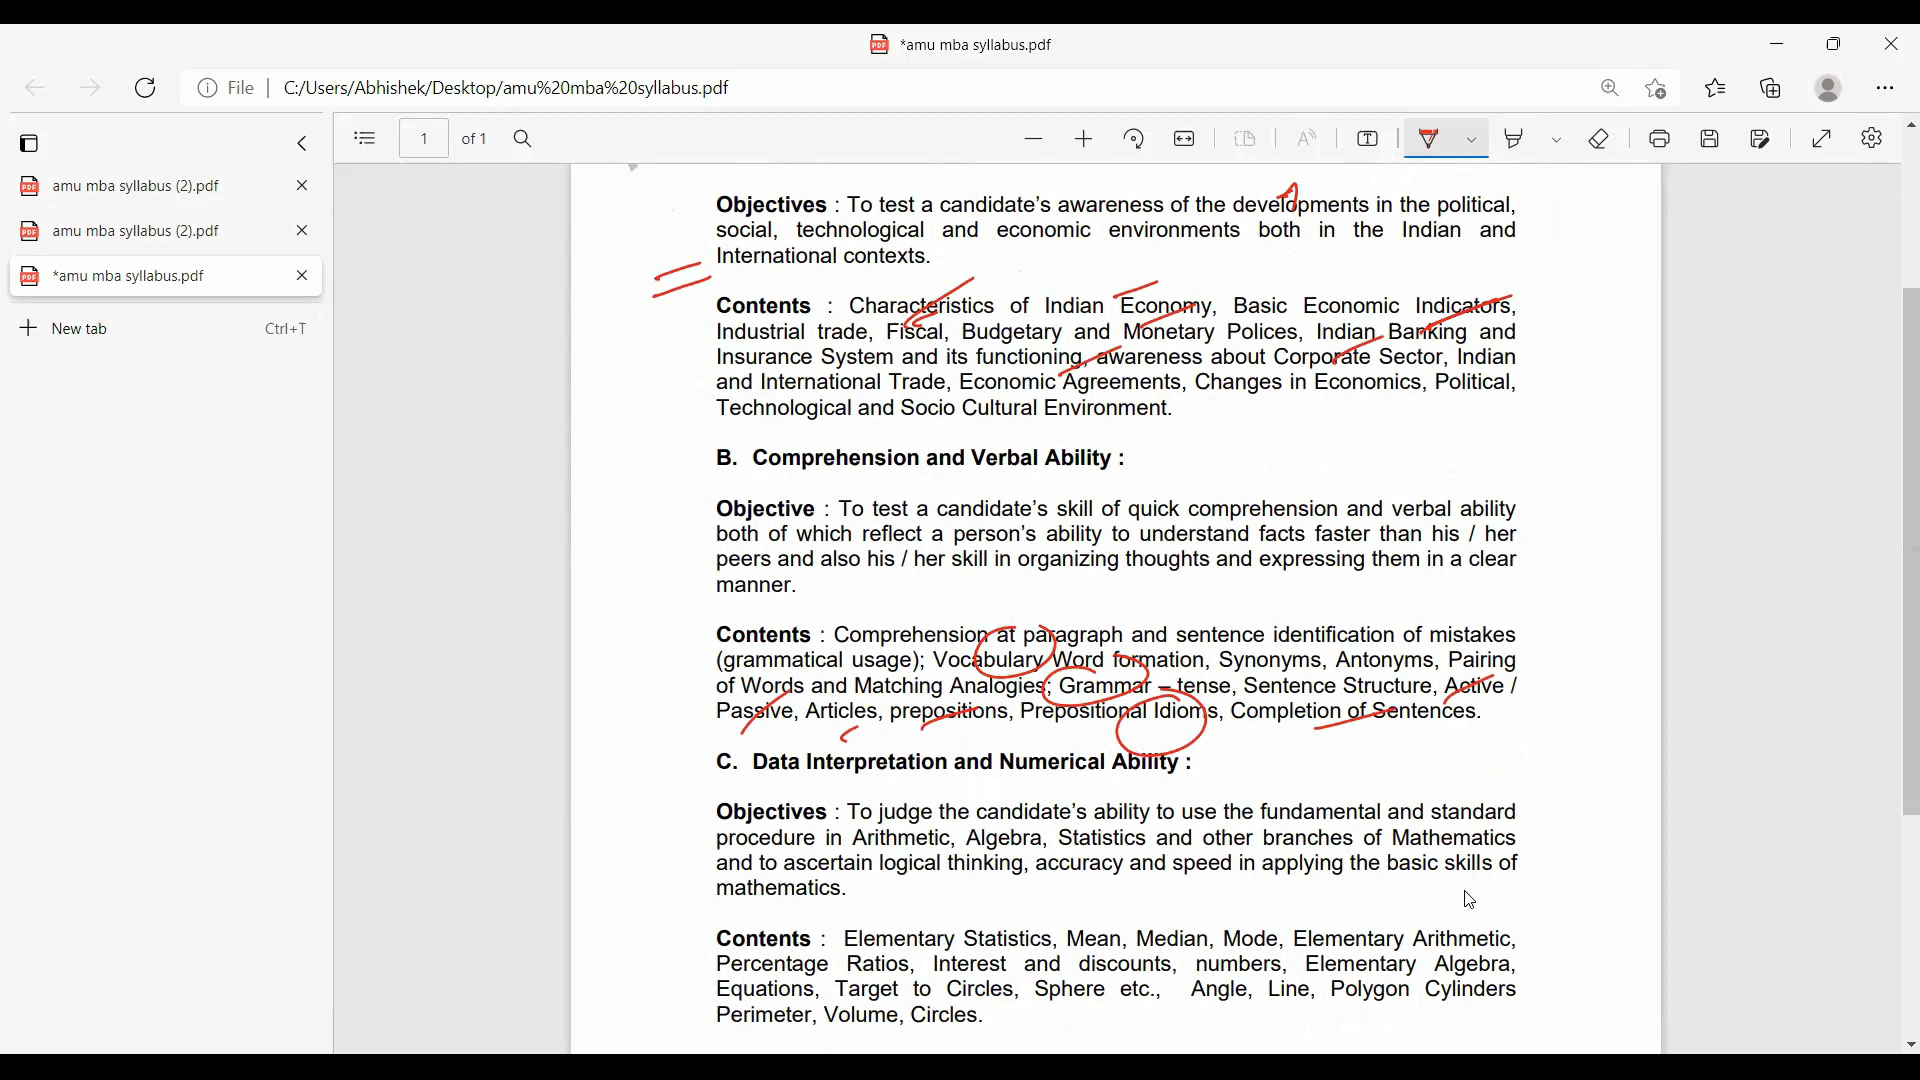 *amu mba syllabus.pdf
File
C:/Users/Abhishek/Desktop/amu%20mba%20syllabus.pdf
1 of 1
amu mba syllabus (2).pdf
amu mba syllabus (2).pdf
*amu mba syllabus.pdf
New tab Ctrl+T
Objectives : To test a candidate's awareness of the developments in the political,
social, technological and economic environments both in the Indian and
International contexts.
Contents : Characteristics of Indian Economy, Basic Economic Indicators,
Industrial trade, Fiscal, Budgetary and Monetary Polices, Indian Banking and
Insurance System and its functioning, awareness about Corporate Sector, Indian
and International Trade, Economic Agreements, Changes in Economics, Political,
Technological and Socio Cultural Environment.
B. Comprehension and Verbal Ability :
Objective : To test a candidate's skill of quick comprehension and verbal ability
both of which reflect a person's ability to understand facts faster than his / her
peers and also his / her skill in organizing thoughts and expressing them in a clear
manner.
Contents : Comprehension at paragraph and sentence identification of mistakes
(grammatical usage); Vocabulary Word formation, Synonyms, Antonyms, Pairing
of Words and Matching Analogies; Grammar – tense, Sentence Structure, Active /
Passive, Articles, prepositions, Prepositional Idioms, Completion of Sentences.
C. Data Interpretation and Numerical Ability :
Objectives : To judge the candidate's ability to use the fundamental and standard
procedure in Arithmetic, Algebra, Statistics and other branches of Mathematics
and to ascertain logical thinking, accuracy and speed in applying the basic skills of
mathematics.
Contents : Elementary Statistics, Mean, Median, Mode, Elementary Arithmetic,
Percentage Ratios, Interest and discounts, numbers, Elementary Algebra,
Equations, Target to Circles, Sphere etc., Angle, Line, Polygon Cylinders
Perimeter, Volume, Circles.